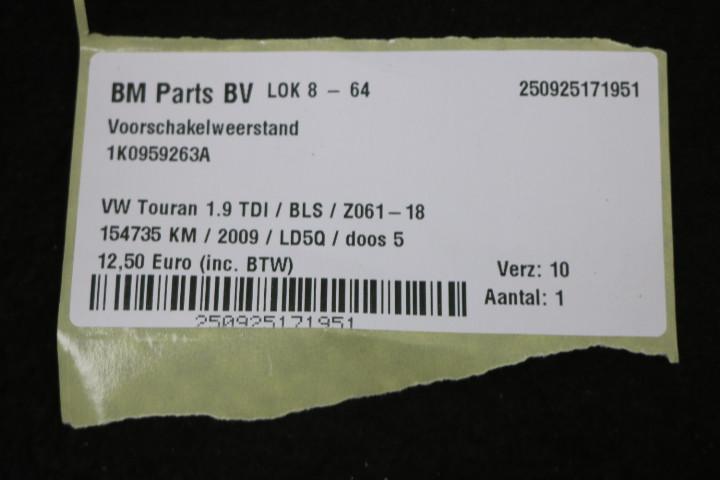 BM Parts BV LOK 8 - 64 250925171951
Voorschakelweerstand
1K0959263A
VW Touran 1.9 TDI / BLS / Z061-18
154735 KM / 2009 / LD5Q / doos 5
12,50 Euro (inc. BTW) Verz: 10
Aantal: 1
250925171951